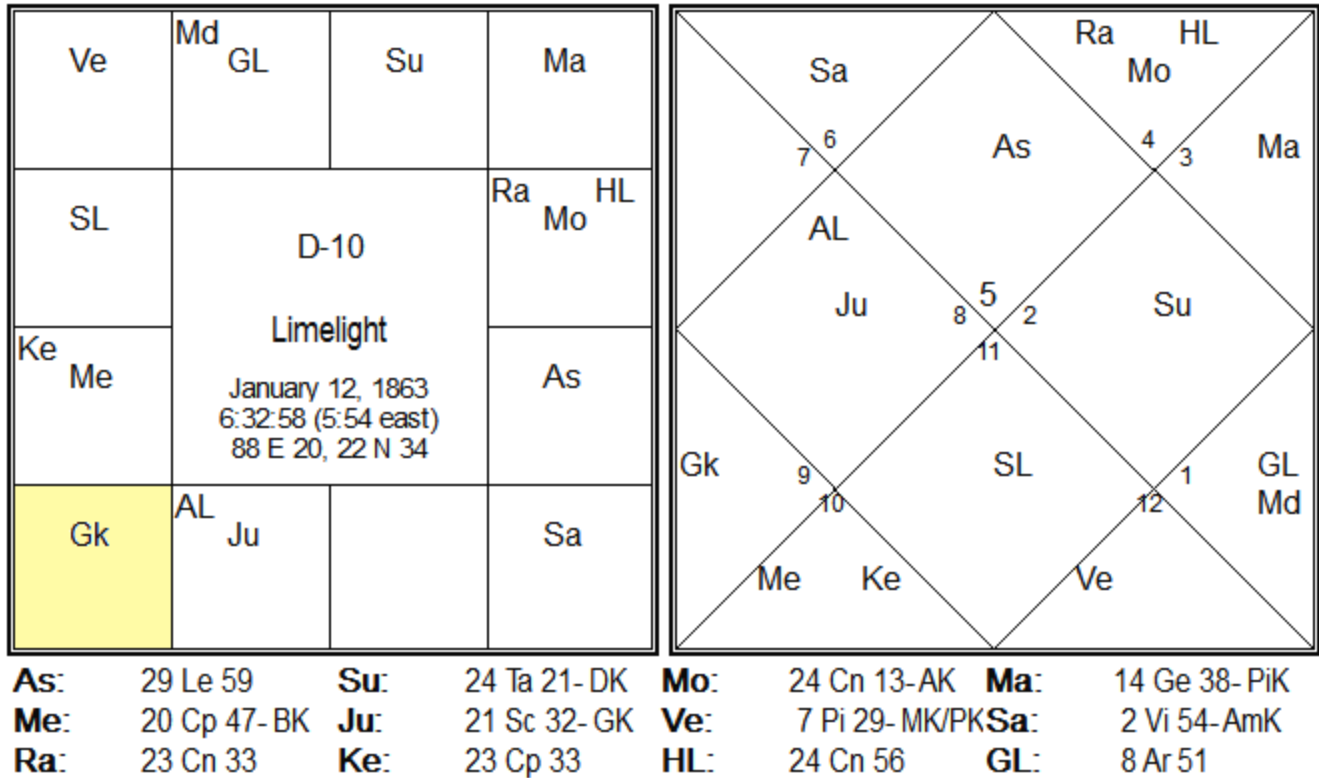 Ve
Md
GL
Su
Ma
SL
Ra HL
Mo
D-10
Limelight
January 12, 1863
6:32:58 (5:54 east)
88 E 20, 22 N 34
Ke
Me
As
Gk
AL
Ju
Sa
Ra HL
Mo
Sa
As
Ma
6
7
4
3
AL
Ju
5
8
2
Su
11
Gk
9
10
SL
12
1
GL
Md
Me Ke
Ve
As: 29 Le 59 Su: 24 Ta 21- DK Mo: 24 Cn 13- AK Ma: 14 Ge 38- PiK
Me: 20 Cp 47- BK Ju: 21 Sc 32- GK Ve: 7 Pi 29- MK/PK Sa: 2 Vi 54- AmK
Ra: 23 Cn 33 Ke: 23 Cp 33 HL: 24 Cn 56 GL: 8 Ar 51